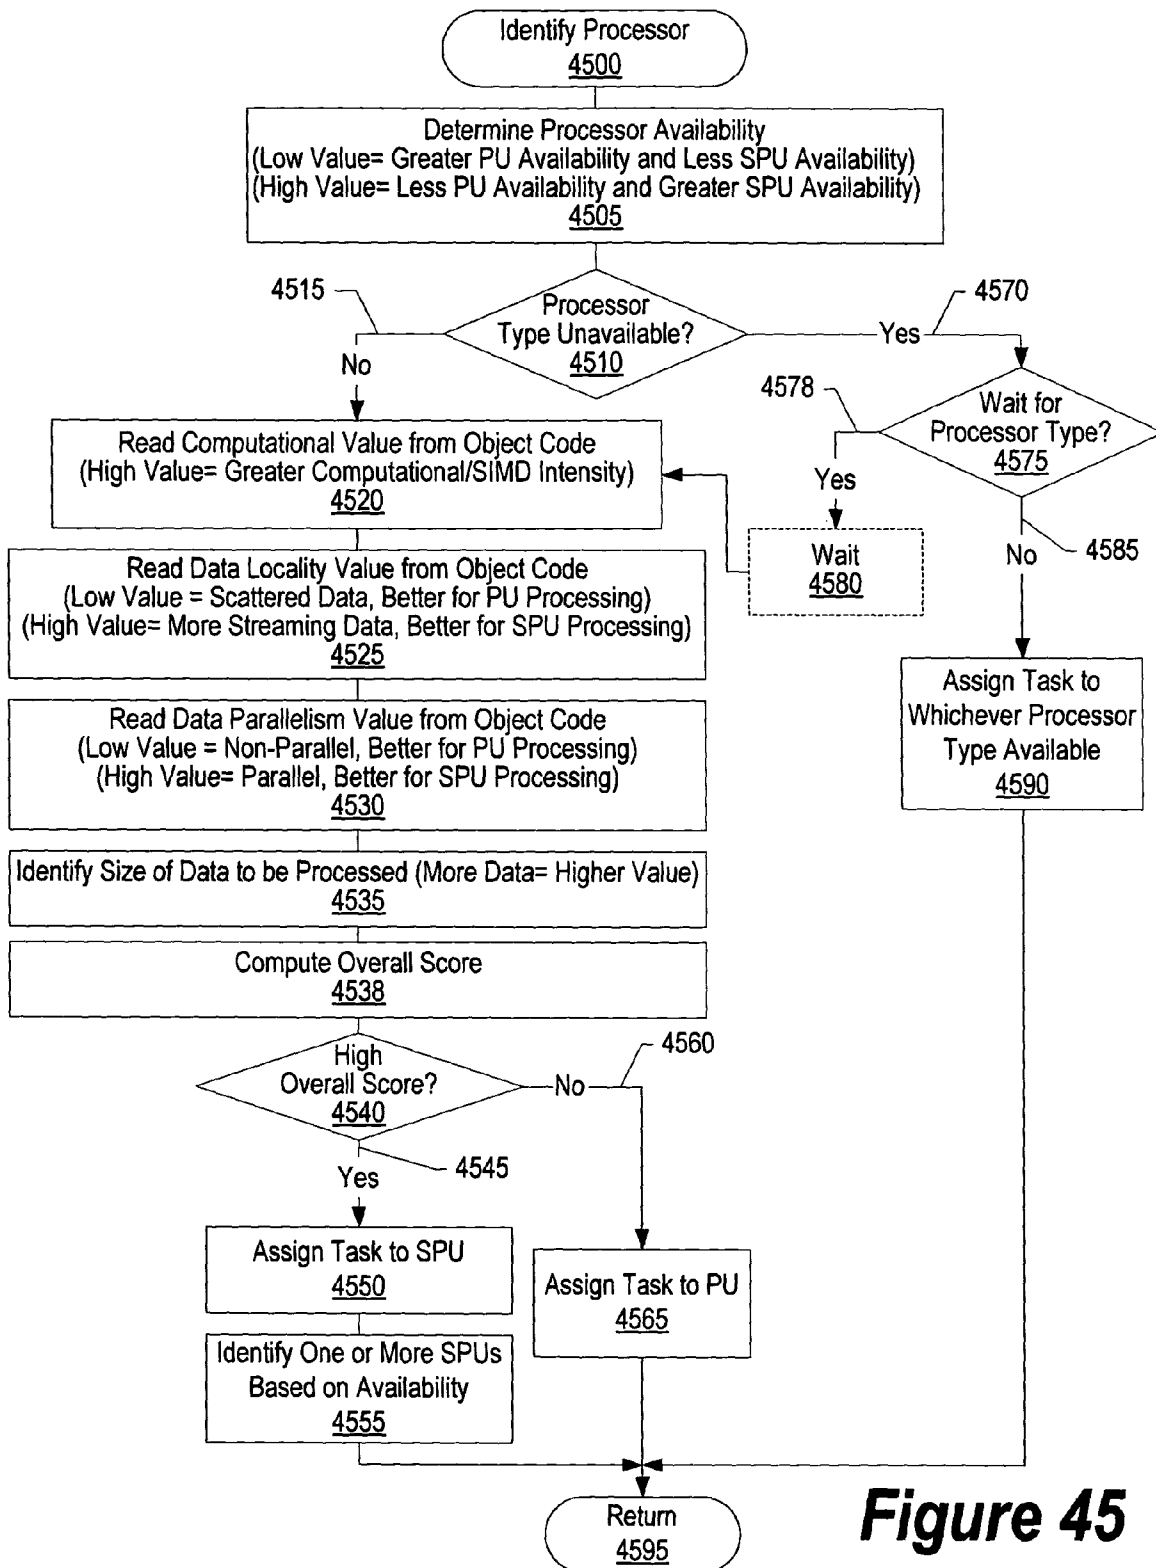 Identify Processor
4500
Determine Processor Availability
(Low Value= Greater PU Availability and Less SPU Availability)
(High Value= Less PU Availability and Greater SPU Availability)
4505
4515
Processor
Type Unavailable?
4510
4570
Yes
No
4578
Wait for
Processor Type?
4575
Read Computational Value from Object Code
(High Value= Greater Computational/SIMD Intensity)
4520
Yes
Wait
4580
No
4585
Read Data Locality Value from Object Code
(Low Value = Scattered Data, Better for PU Processing)
(High Value= More Streaming Data, Better for SPU Processing)
4525
Assign Task to
Whichever Processor
Type Available
4590
Read Data Parallelism Value from Object Code
(Low Value = Non-Parallel, Better for PU Processing)
(High Value= Parallel, Better for SPU Processing)
4530
Identify Size of Data to be Processed (More Data= Higher Value)
4535
Compute Overall Score
4538
High
Overall Score?
4540
No
4560
4545
Yes
Assign Task to SPU
4550
Assign Task to PU
4565
Identify One or More SPUs
Based on Availability
4555
Return
4595
Figure 45